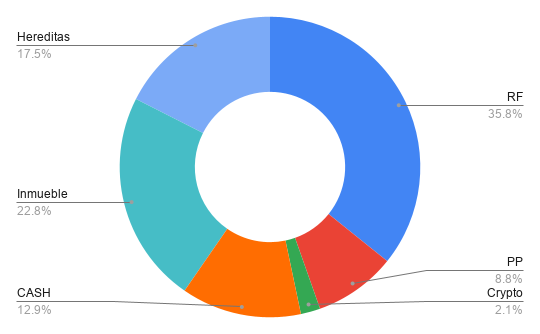 Hereditas
17.5%
RF
35.8%
Inmueble
22.8%
PP
8.8%
CASH
12.9%
Crypto
2.1%